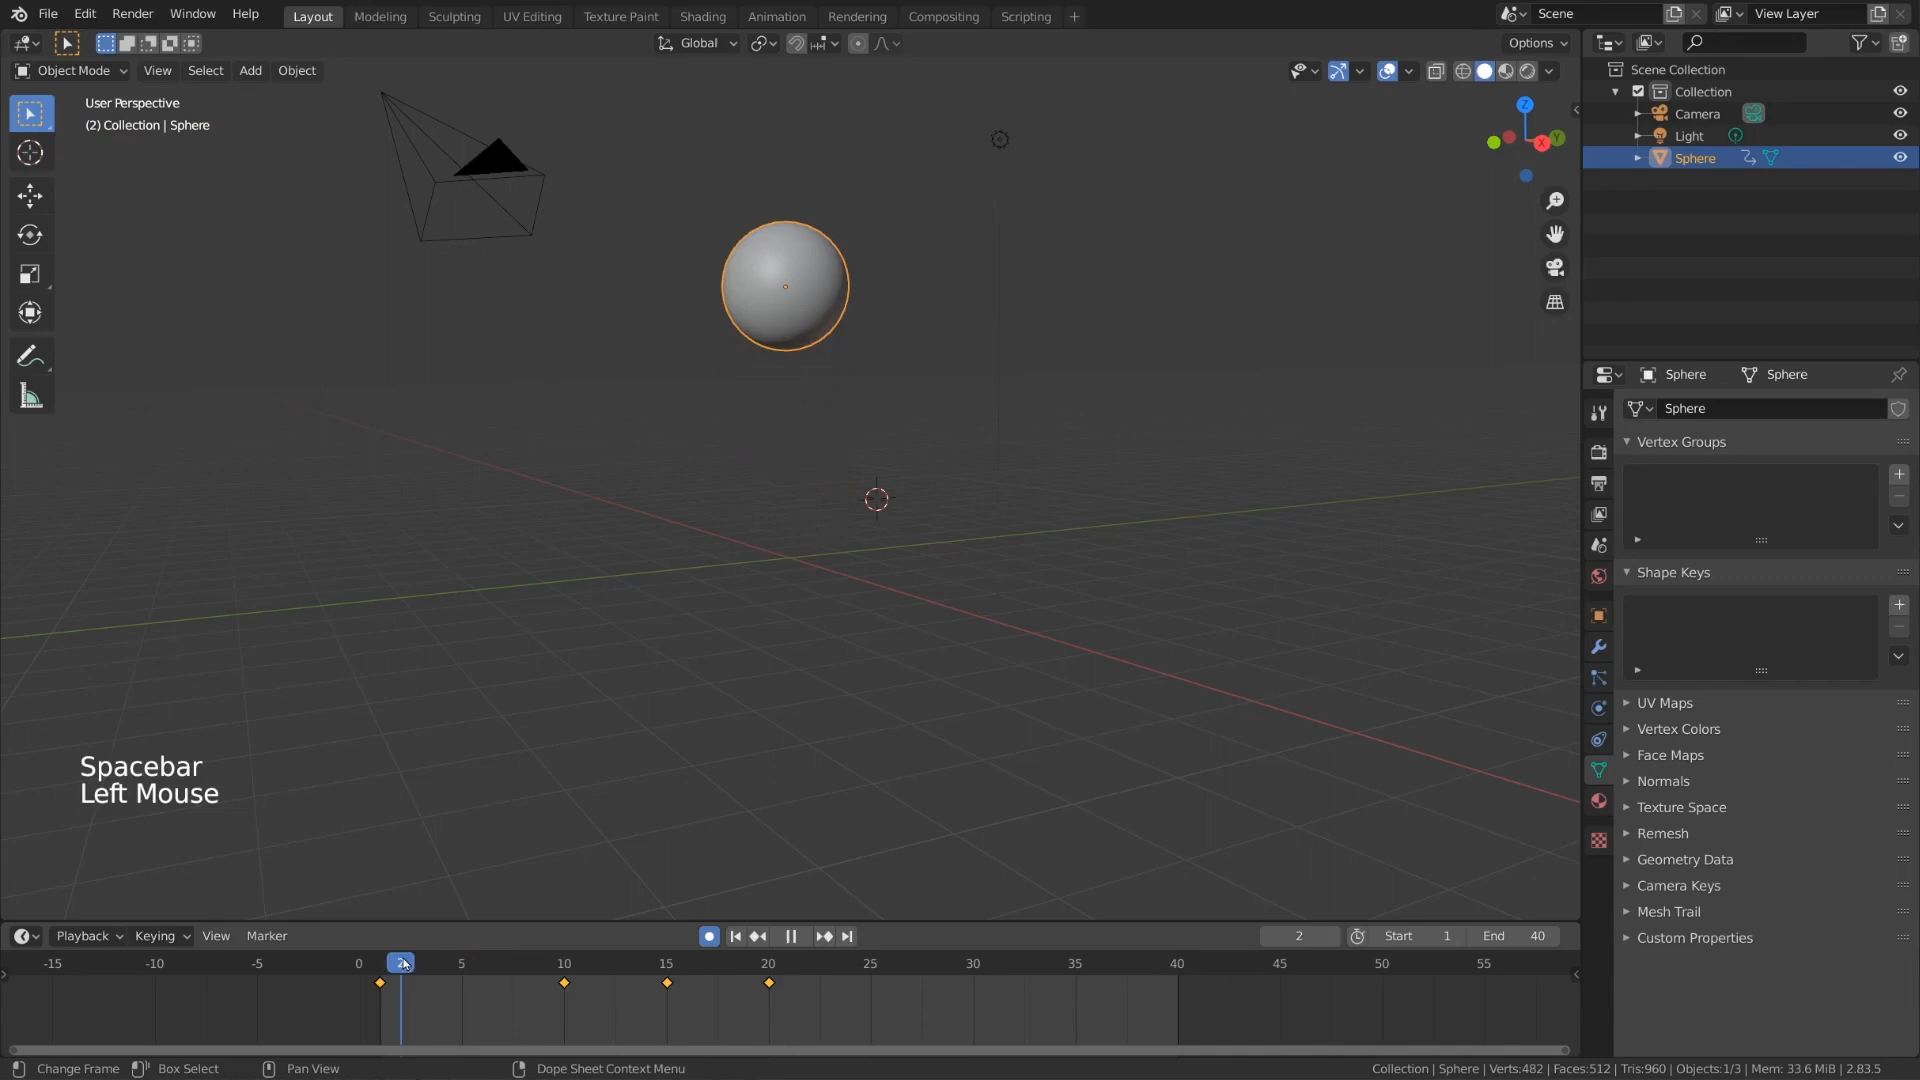 File Edit Render Window Help Layout Modeling Sculpting UV Editing Texture Paint Shading Animation Rendering Compositing Scripting + Scene View Layer
Global Options
Object Mode View Select Add Object
User Perspective
(2) Collection | Sphere
Z
X
Y
Scene Collection
Collection
Camera
Light
Sphere
Sphere Sphere
Sphere
Vertex Groups
Shape Keys
UV Maps
Vertex Colors
Face Maps
Normals
Texture Space
Remesh
Geometry Data
Camera Keys
Mesh Trail
Custom Properties
Spacebar
Left Mouse
Playback Keying View Marker 2 Start 1 End 40
-15 -10 -5 0 2 5 10 15 20 25 30 35 40 45 50 55
Change Frame Box Select Pan View Dope Sheet Context Menu Collection | Sphere | Verts:482 | Faces:512 | Tris:960 | Objects:1/3 | Mem: 33.6 MiB | 2.83.5